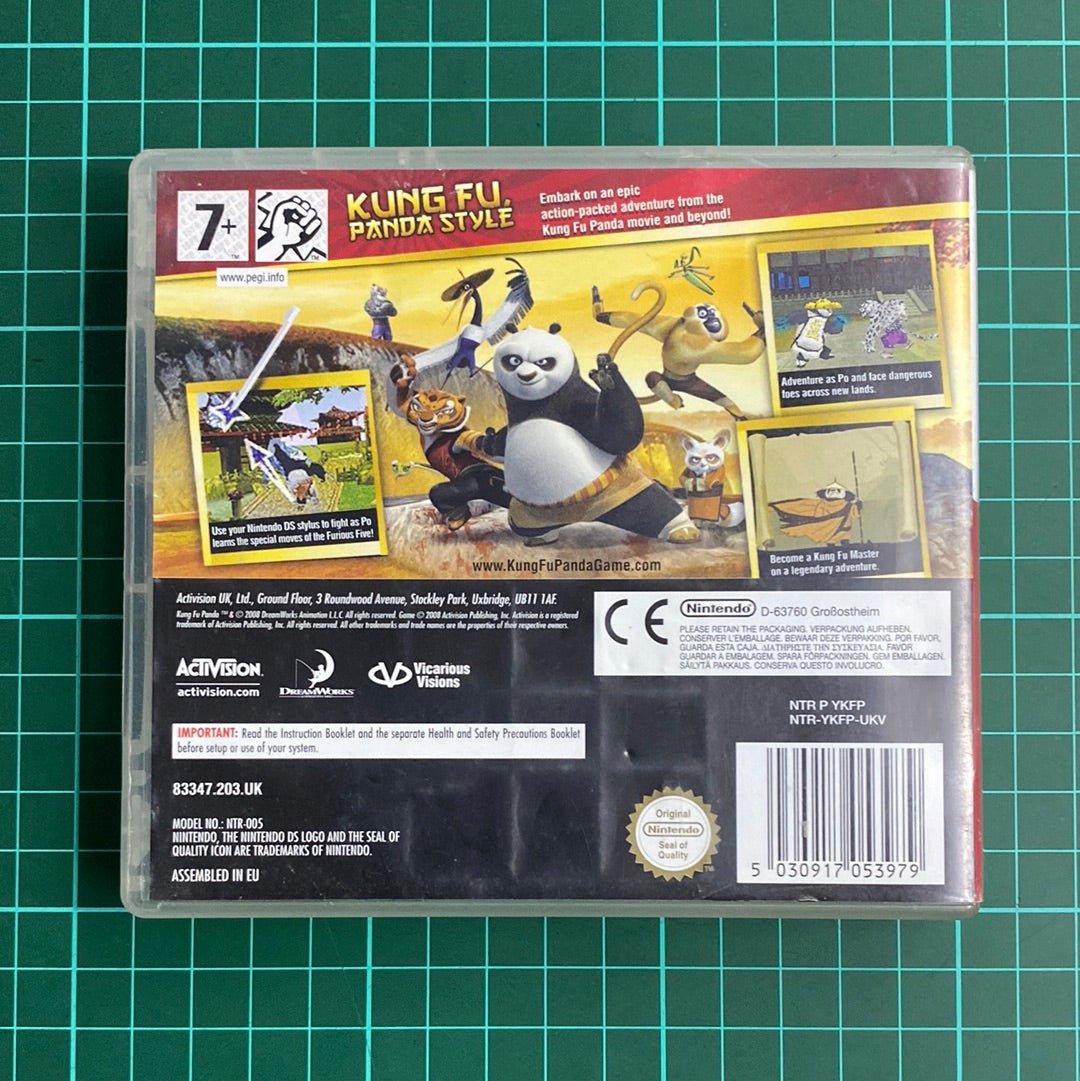 7+
www.pegi.info
KUNG FU,
PANDA STYLE
Embark on an epic
action-packed adventure from the
Kung Fu Panda movie and beyond!
Adventure as Po and face dangerous
foes across new lands.
Use your Nintendo DS stylus to fight as Po
learns the special moves of the Furious Five!
Become a Kung Fu Master
on a legendary adventure.
www.KungFuPandaGame.com
Activision UK, Ltd., Ground Floor, 3 Roundwood Avenue, Stockley Park, Uxbridge, UB11 1AF.
Kung Fu Panda ™ & © 2008 DreamWorks Animation L.L.C. All rights reserved. Game © 2008 Activision Publishing, Inc. Activision is a registered
trademark of Activision Publishing, Inc. All rights reserved. All other trademarks and trade names are the properties of their respective owners.
CE
Nintendo® D-63760 Großostheim
PLEASE RETAIN THE PACKAGING. VERPACKUNG AUFHEBEN.
CONSERVER L'EMBALLAGE. BEWAAR DEZE VERPAKKING. POR FAVOR,
GUARDA ESTA CAJA. ΔΙΑΤΗΡΗΣΤΕ ΤΗΝ ΣΥΣΚΕΥΑΣΙΑ. FAVOR
GUARDAR A EMBALAGEM. SPARA FÖRPACKNINGEN. GEM EMBALLAGEN.
SÄILYTÄ PAKKAUS. CONSERVA QUESTO INVOLUCRO.
ACTIVISION.
activision.com
DREAMWORKS
Vicarious
Visions
NTR P YKFP
NTR-YKFP-UKV
IMPORTANT: Read the Instruction Booklet and the separate Health and Safety Precautions Booklet
before setup or use of your system.
83347.203.UK
MODEL NO.: NTR-005
NINTENDO, THE NINTENDO DS LOGO AND THE SEAL OF
QUALITY ICON ARE TRADEMARKS OF NINTENDO.
ASSEMBLED IN EU
Original
Nintendo
Seal of
Quality
TM
5 030917 053979